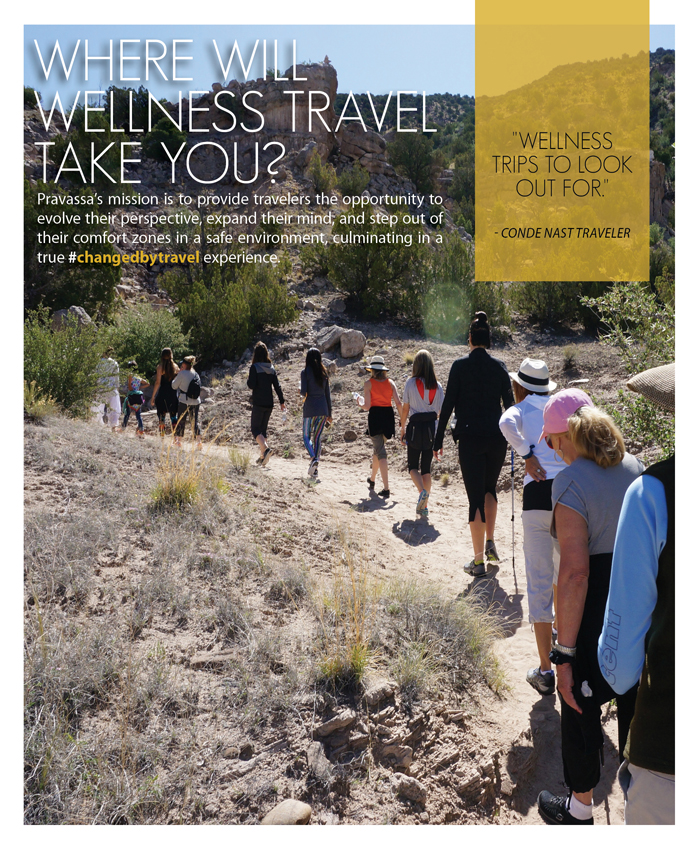 WHERE WILL
WELLNESS TRAVEL
TAKE YOU?
Pravassa's mission is to provide travelers the opportunity to
evolve their perspective, expand their mind, and step out of
their comfort zones in a safe environment, culminating in a
true #changedbytravel experience.
"WELLNESS
TRIPS TO LOOK
OUT FOR."
- CONDE NAST TRAVELER